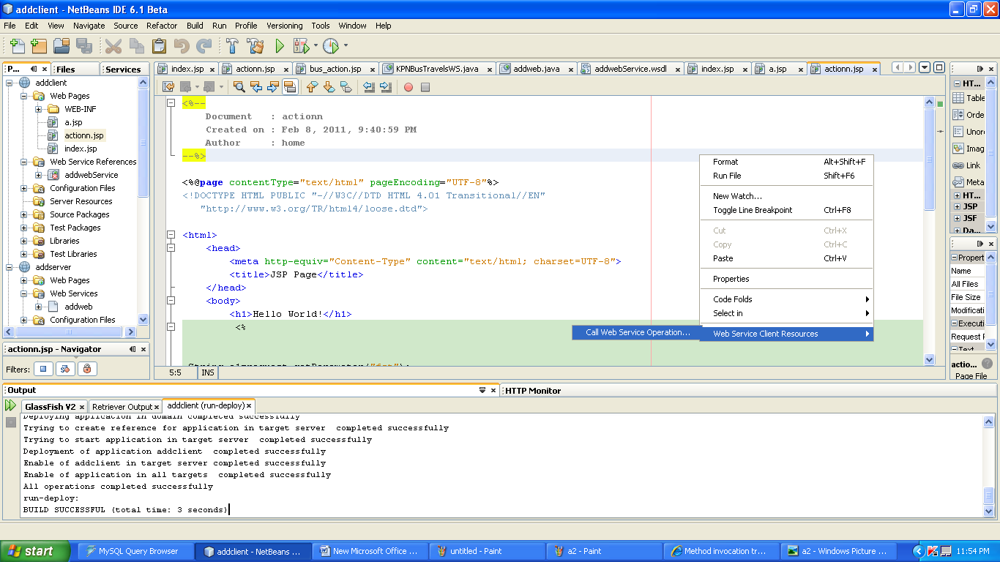 addclient - NetBeans IDE 6.1 Beta
File Edit View Navigate Source Refactor Build Run Profile Versioning Tools Window Help
P... Files Services
index.jsp actionn.jsp bus_action.jsp KPNBusTravelsWS.java addweb.java addwebService.wsdl index.jsp a.jsp actionn.jsp
addclient
Web Pages
WEB-INF
a.jsp
actionn.jsp
index.jsp
Web Service References
addwebService
Configuration Files
Server Resources
Source Packages
Test Packages
Libraries
Test Libraries
addserver
Web Pages
Web Services
addweb
Configuration Files
actionn.jsp - Navigator
Filters:
<%--
Document : actionn
Created on : Feb 8, 2011, 9:40:59 PM
Author : home
--%>
<%@page contentType="text/html" pageEncoding="UTF-8"%>
<!DOCTYPE HTML PUBLIC "-//W3C//DTD HTML 4.01 Transitional//EN"
"http://www.w3.org/TR/html4/loose.dtd">
<html>
<head>
<meta http-equiv="Content-Type" content="text/html; charset=UTF-8">
<title>JSP Page</title>
</head>
<body>
<h1>Hello World!</h1>
<%
5:5 INS
Format Alt+Shift+F
Run File Shift+F6
New Watch...
Toggle Line Breakpoint Ctrl+F8
Cut Ctrl+X
Copy Ctrl+C
Paste Ctrl+V
Properties
Code Folds
Select in
Web Service Client Resources
Call Web Service Operation...
HT...
Table
Orde
Unor
Imag
Link
Meta
HT...
JSP
JSF
Da...
Propert
Name
All Files
File Size
Modificati
Executi
Request P
Text
actio...
Page File
Output
HTTP Monitor
GlassFish V2 Retriever Output addclient (run-deploy)
Deploying application in domain completed successfully
Trying to create reference for application in target server completed successfully
Trying to start application in target server completed successfully
Deployment of application addclient completed successfully
Enable of addclient in target server completed successfully
Enable of application in all targets completed successfully
All operations completed successfully
run-deploy:
BUILD SUCCESSFUL (total time: 3 seconds)
start MySQL Query Browser addclient - NetBeans ... New Microsoft Office ... untitled - Paint a2 - Paint Method invocation tr... a2 - Windows Picture ... 11:54 PM